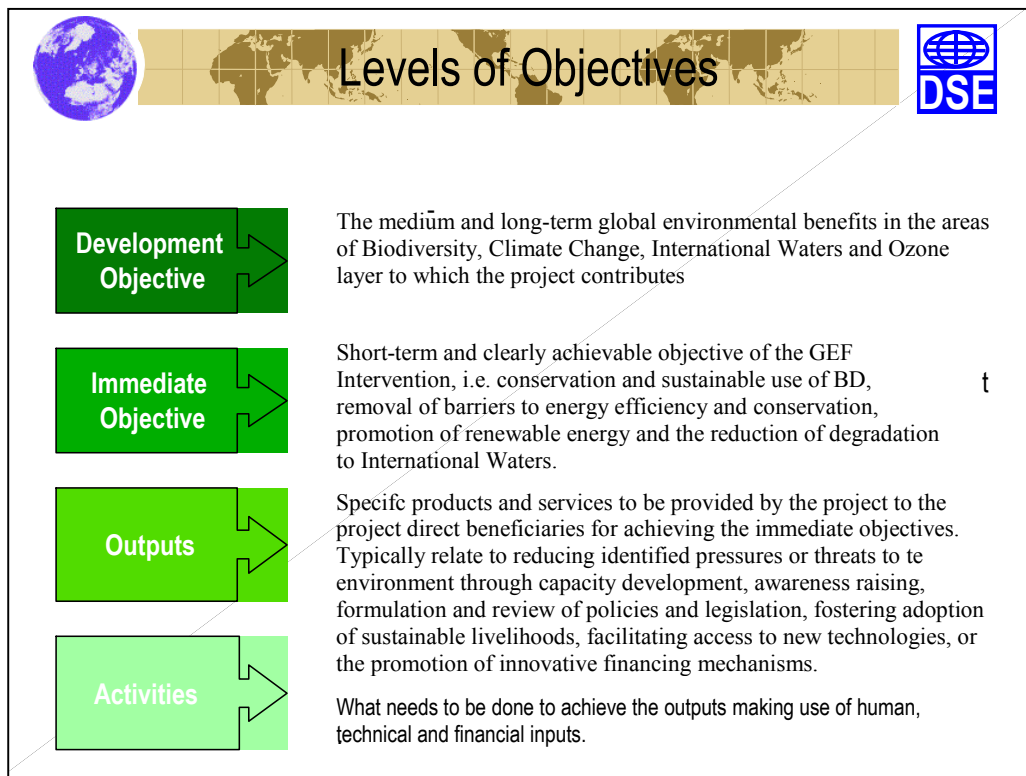 Levels of Objectives
DSE
Development
Objective
The medium and long-term global environmental benefits in the areas
of Biodiversity, Climate Change, International Waters and Ozone
layer to which the project contributes
Immediate
Objective
Short-term and clearly achievable objective of the GEF
Intervention, i.e. conservation and sustainable use of BD,
t
removal of barriers to energy efficiency and conservation,
promotion of renewable energy and the reduction of degradation
to International Waters.
Outputs
Specifc products and services to be provided by the project to the
project direct beneficiaries for achieving the immediate objectives.
Typically relate to reducing identified pressures or threats to te
environment through capacity development, awareness raising,
formulation and review of policies and legislation, fostering adoption
of sustainable livelihoods, facilitating access to new technologies, or
the promotion of innovative financing mechanisms.
Activities
What needs to be done to achieve the outputs making use of human,
technical and financial inputs.